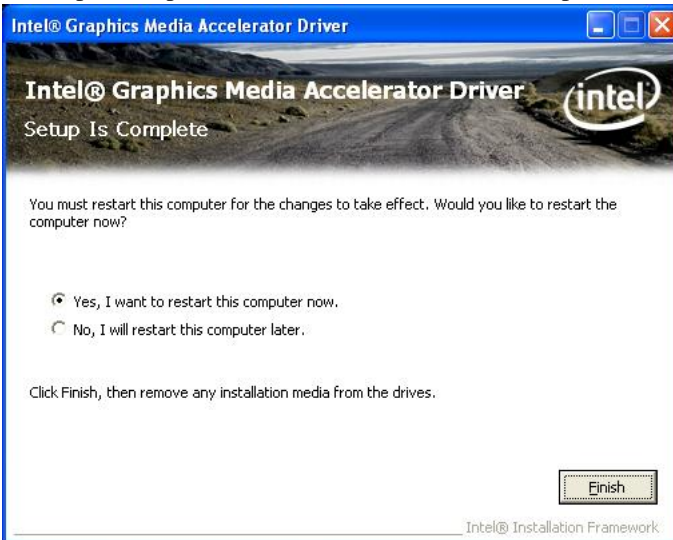 Intel® Graphics Media Accelerator Driver
Intel® Graphics Media Accelerator Driver
intel
Setup Is Complete
You must restart this computer for the changes to take effect. Would you like to restart the
computer now?
Yes, I want to restart this computer now.
No, I will restart this computer later.
Click Finish, then remove any installation media from the drives.
Finish
Intel® Installation Framework